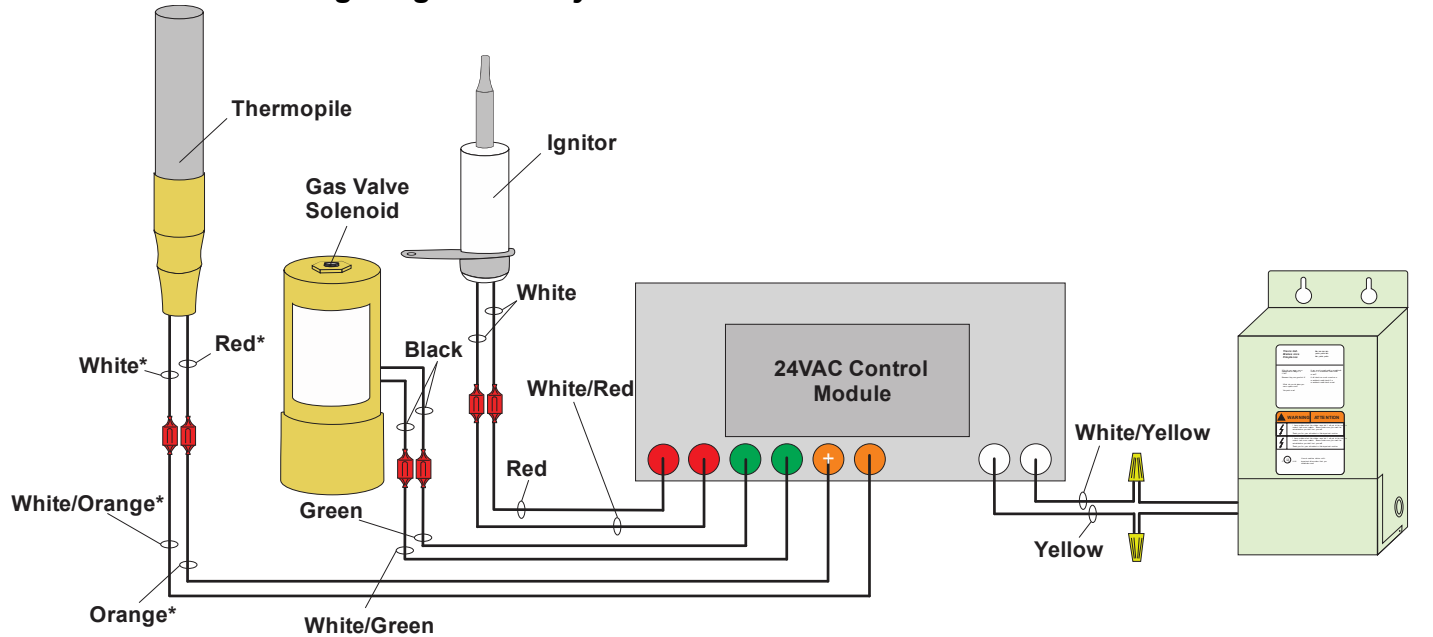 Thermopile
Ignitor
Gas Valve
Solenoid
White
White*
Red*
Black
White/Red
24VAC Control
Module
White/Yellow
WARNING
ATTENTION
+
Red
White/Orange*
Green
Yellow
Orange*
White/Green